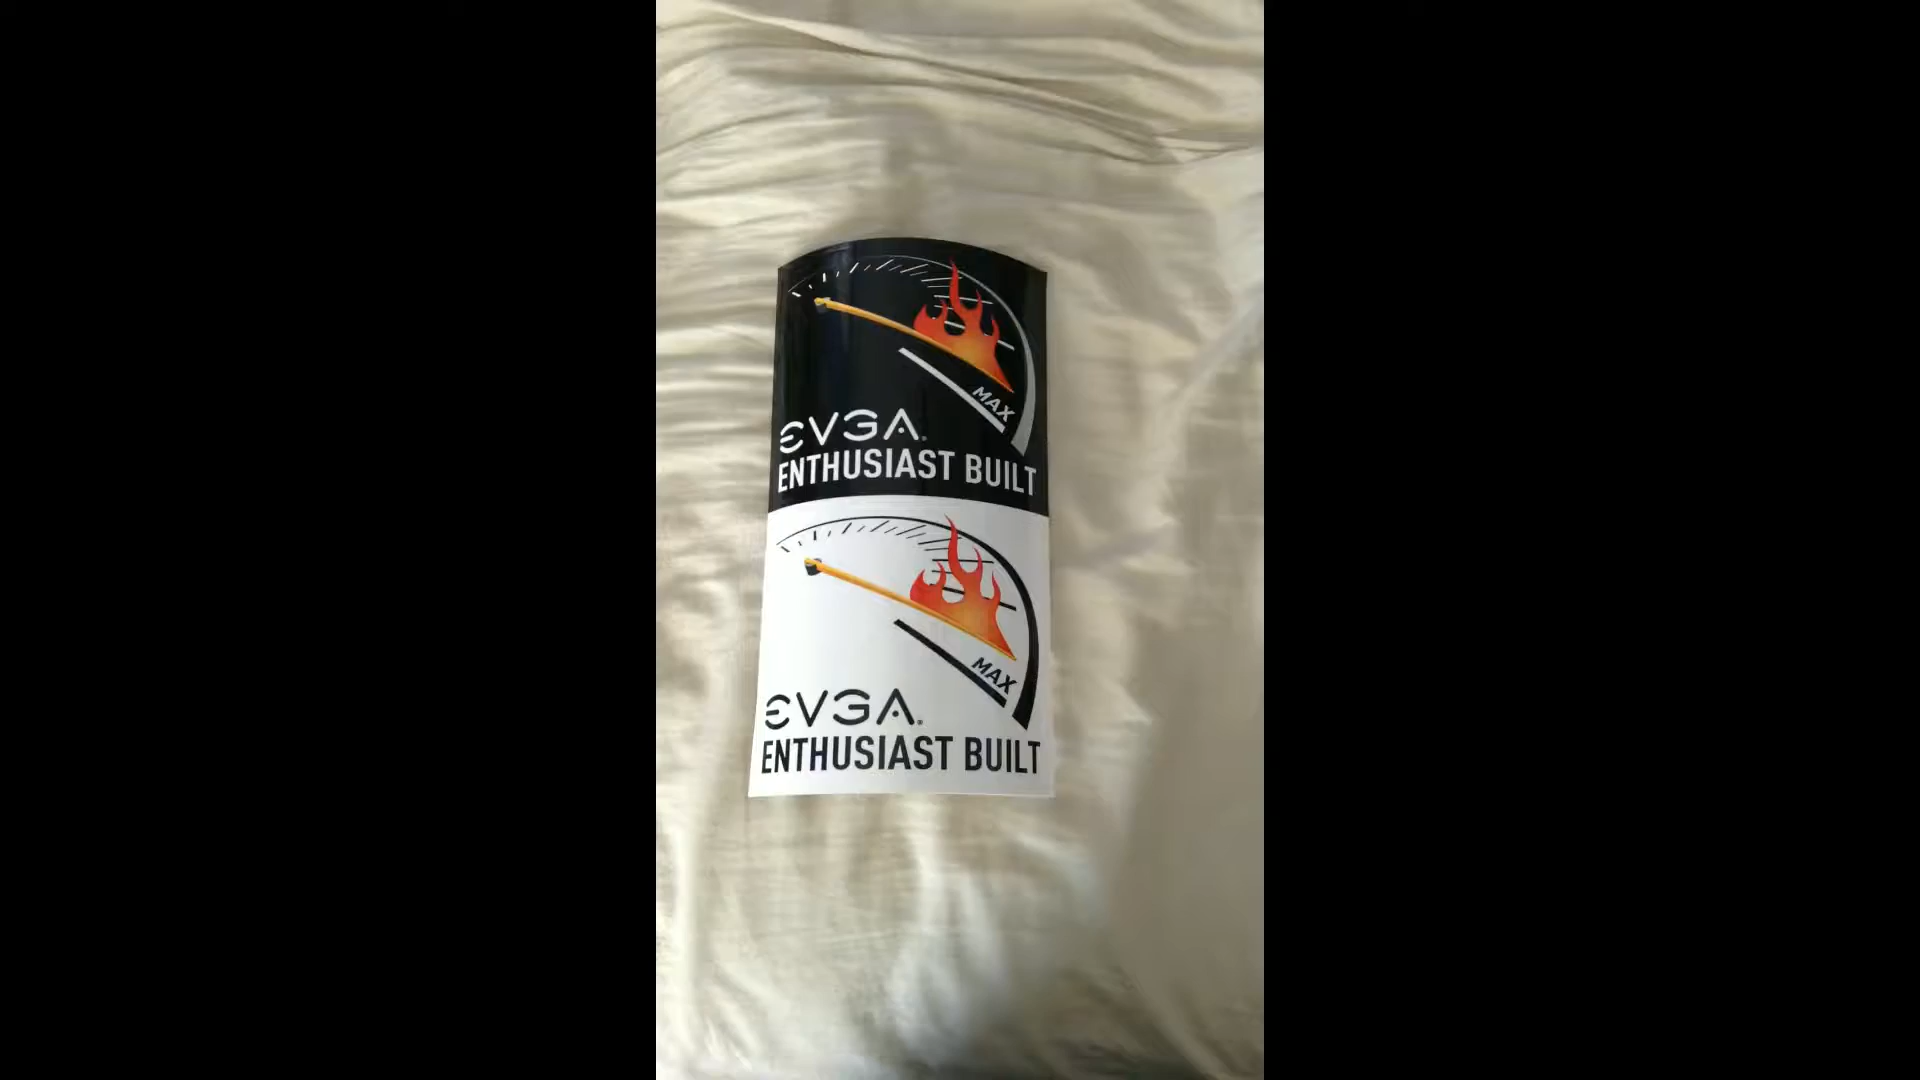 MAX
EVGA.
ENTHUSIAST BUILT
MAX
EVGA.
ENTHUSIAST BUILT